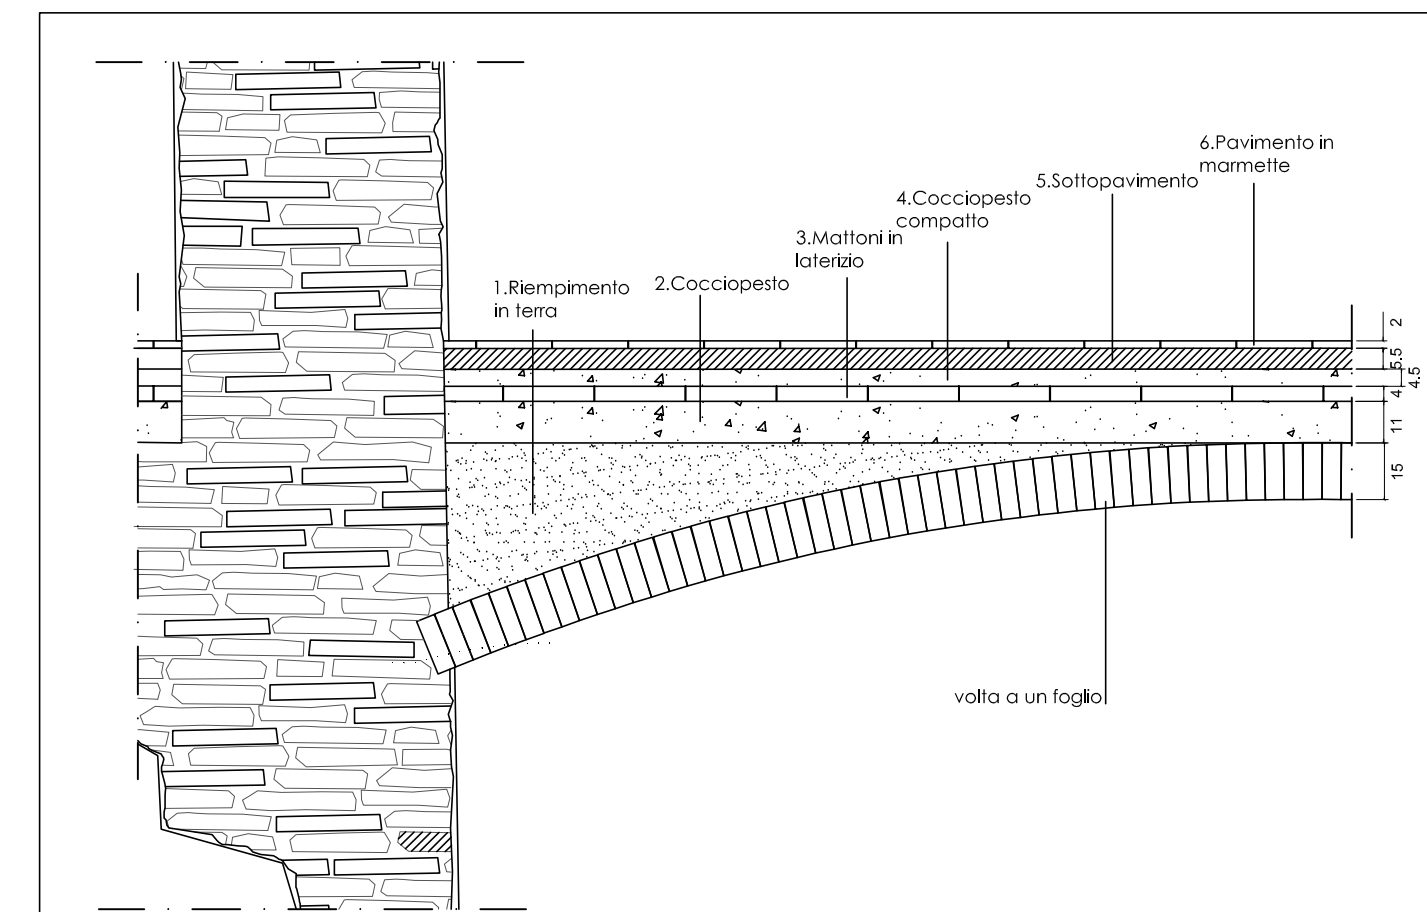 6.Pavimento in
marmette
5.Sottopavimento
4.Cocciopesto
compatto
3.Mattoni in
laterizio
2.Cocciopesto
1.Riempimento
in terra
2
5.5
4.5
4
11
15
volta a un foglio